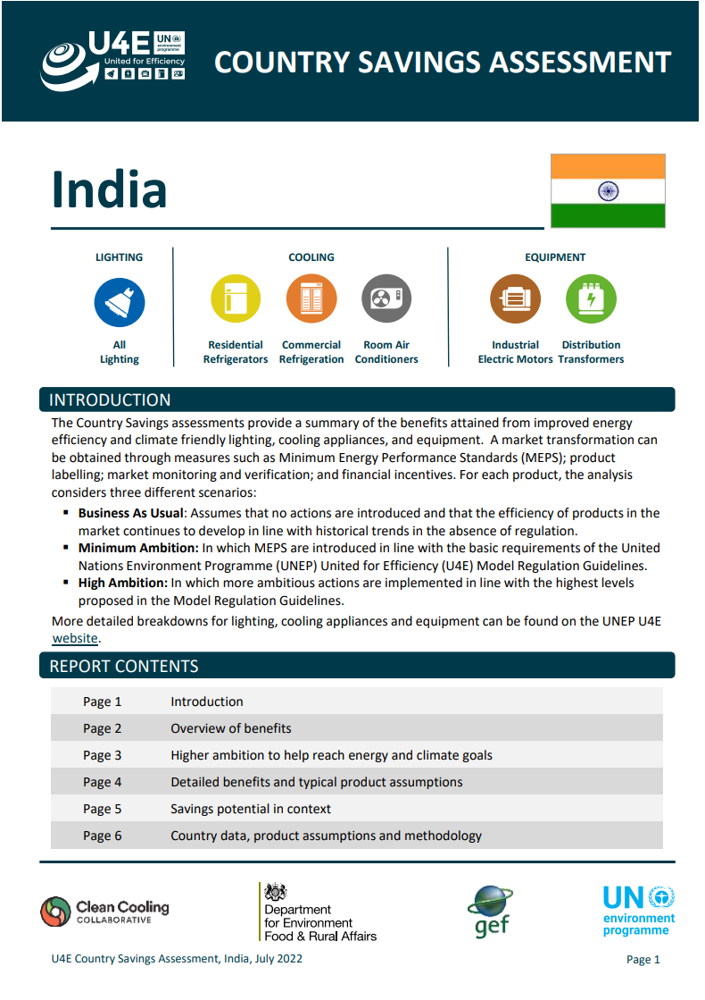 U4E
UN
environment
programme
United for Efficiency
COUNTRY SAVINGS ASSESSMENT
India
LIGHTING
COOLING
EQUIPMENT
All
Lighting
Residential
Refrigerators
Commercial
Refrigeration
Room Air
Conditioners
Industrial
Electric Motors
Distribution
Transformers
INTRODUCTION
The Country Savings assessments provide a summary of the benefits attained from improved energy
efficiency and climate friendly lighting, cooling appliances, and equipment.  A market transformation can
be obtained through measures such as Minimum Energy Performance Standards (MEPS); product
labelling; market monitoring and verification; and financial incentives. For each product, the analysis
considers three different scenarios:
▪ Business As Usual: Assumes that no actions are introduced and that the efficiency of products in the
market continues to develop in line with historical trends in the absence of regulation.
▪ Minimum Ambition: In which MEPS are introduced in line with the basic requirements of the United
Nations Environment Programme (UNEP) United for Efficiency (U4E) Model Regulation Guidelines.
▪ High Ambition: In which more ambitious actions are implemented in line with the highest levels
proposed in the Model Regulation Guidelines.
More detailed breakdowns for lighting, cooling appliances and equipment can be found on the UNEP U4E
website.
REPORT CONTENTS
Page 1 Introduction
Page 2 Overview of benefits
Page 3 Higher ambition to help reach energy and climate goals
Page 4 Detailed benefits and typical product assumptions
Page 5 Savings potential in context
Page 6 Country data, product assumptions and methodology
Clean Cooling
COLLABORATIVE
Department
for Environment
Food & Rural Affairs
gef
UN
environment
programme
U4E Country Savings Assessment, India, July 2022
Page 1